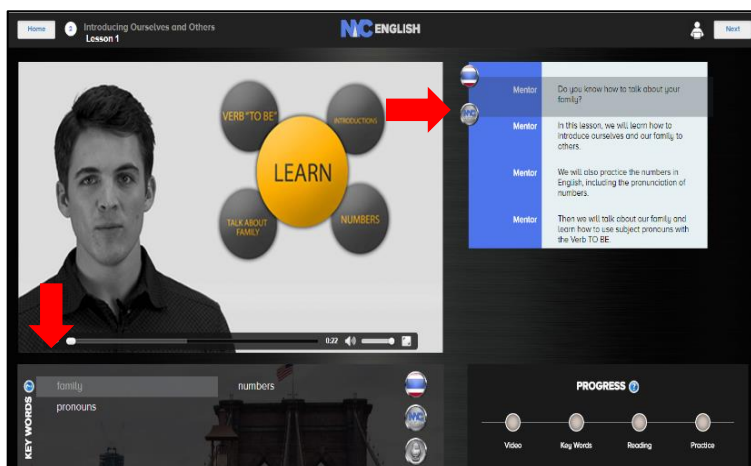 Home
Introducing Ourselves and Others
Lesson 1
NYC ENGLISH
Next
VERB "TO BE"
INTRODUCTIONS
LEARN
TALK ABOUT
FAMILY
NUMBERS
0:22
Mentor
Do you know how to talk about your
family?
Mentor
In this lesson, we will learn how to
introduce ourselves and our family to
others.
Mentor
We will also practice the numbers in
English, including the pronunciation of
numbers.
Mentor
Then we will talk about our family and
learn how to use subject pronouns with
the Verb TO BE
KEY WORDS
family
numbers
pronouns
NYC
PROGRESS
Video
Key Words
Reading
Practice